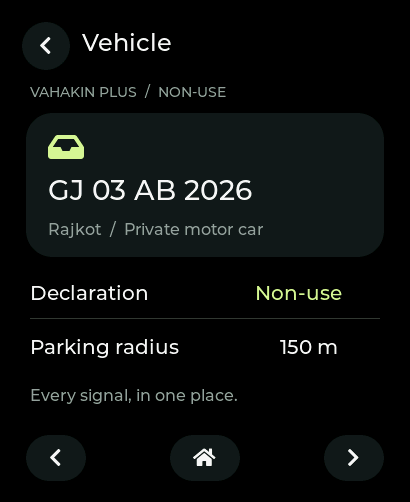 Vehicle
VAHAKIN PLUS / NON-USE
GJ 03 AB 2026
Rajkot / Private motor car
Declaration Non-use
Parking radius 150 m
Every signal, in one place.